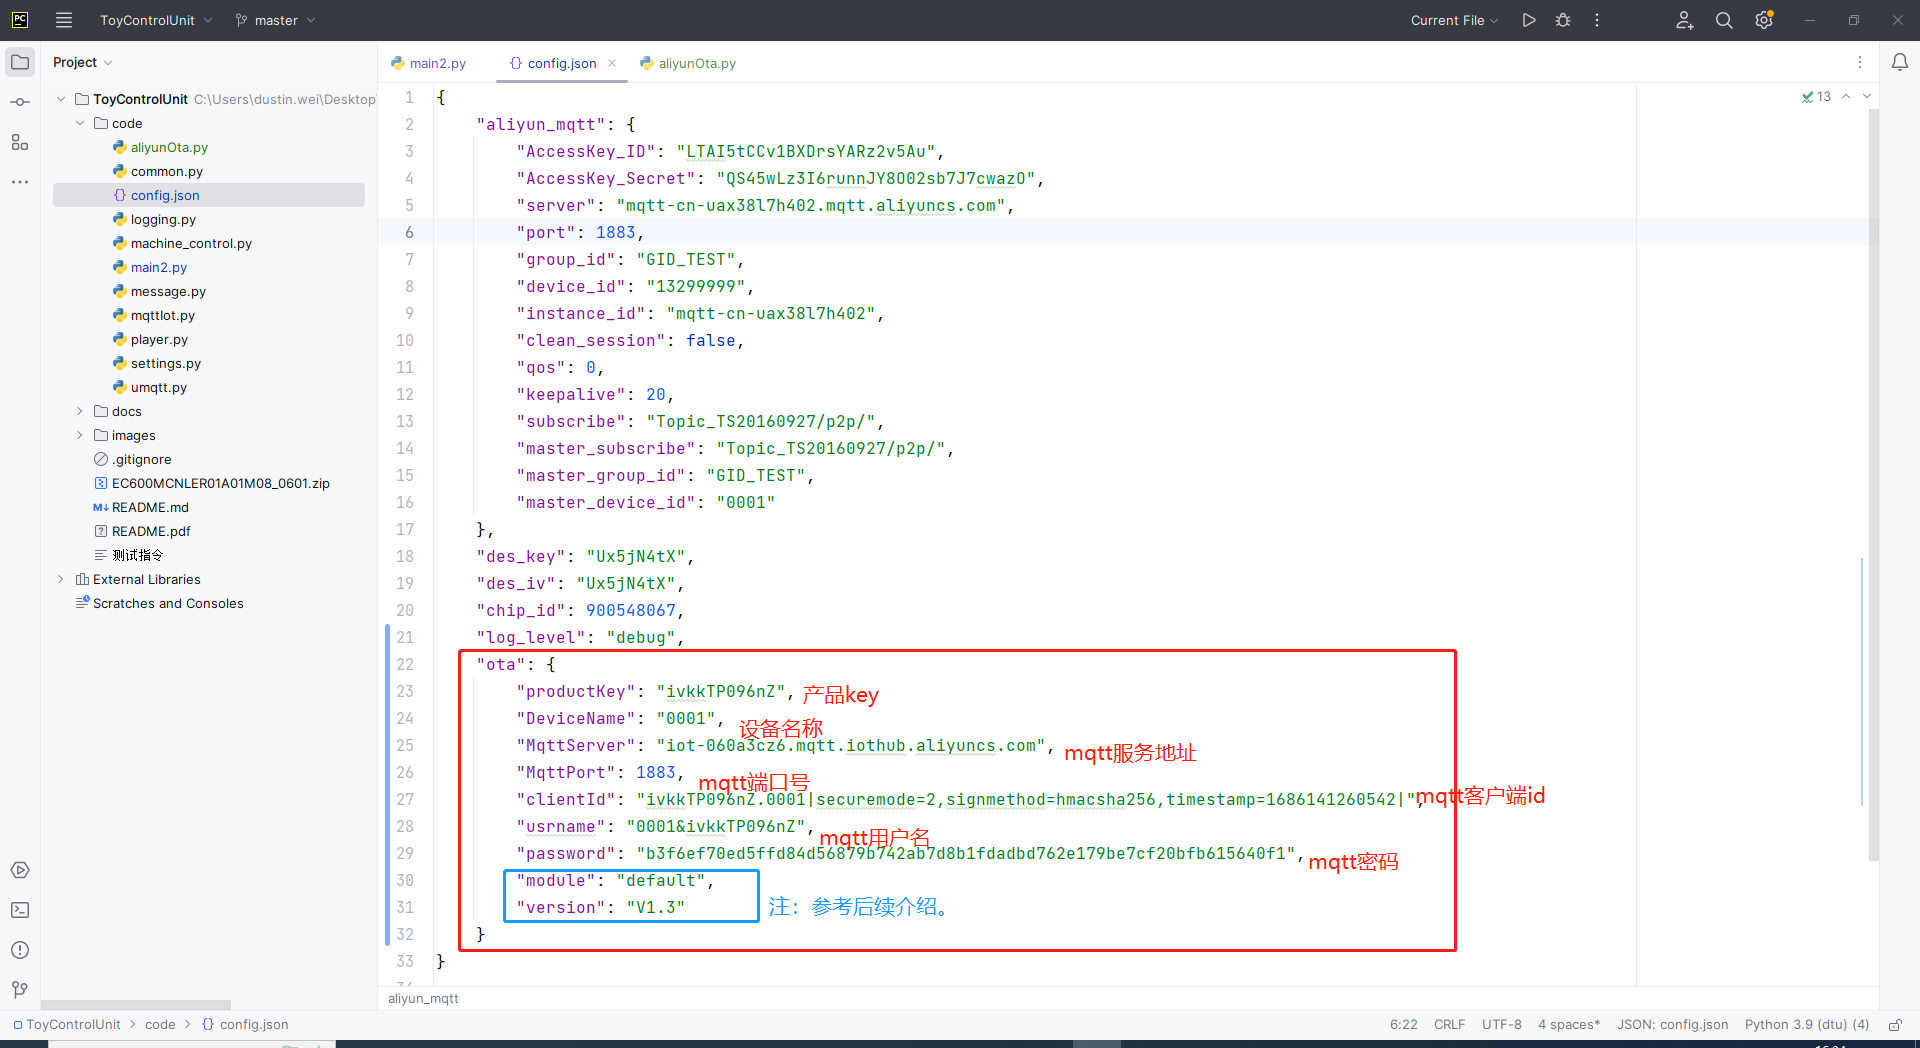 ToyControlUnit
master
Current File
Project
main2.py
config.json
aliyunOta.py
ToyControlUnit C:\Users\dustin.wei\Desktop
code
aliyunOta.py
common.py
config.json
logging.py
machine_control.py
main2.py
message.py
mqttIot.py
player.py
settings.py
umqtt.py
docs
images
.gitignore
EC600MCNLER01A01M08_0601.zip
README.md
README.pdf
测试指令
External Libraries
Scratches and Consoles
13
1 {
2 "aliyun_mqtt": {
3 "AccessKey_ID": "LTAI5tCCv1BXDrsYARz2v5Au",
4 "AccessKey_Secret": "QS45wLz3I6runnJY8O02sb7J7cwazO",
5 "server": "mqtt-cn-uax38l7h402.mqtt.aliyuncs.com",
6 "port": 1883,
7 "group_id": "GID_TEST",
8 "device_id": "13299999",
9 "instance_id": "mqtt-cn-uax38l7h402",
10 "clean_session": false,
11 "qos": 0,
12 "keepalive": 20,
13 "subscribe": "Topic_TS20160927/p2p/",
14 "master_subscribe": "Topic_TS20160927/p2p/",
15 "master_group_id": "GID_TEST",
16 "master_device_id": "0001"
17 },
18 "des_key": "Ux5jN4tX",
19 "des_iv": "Ux5jN4tX",
20 "chip_id": 900548067,
21 "log_level": "debug",
22 "ota": {
23 "productKey": "ivkkTP096nZ", 产品key
24 "DeviceName": "0001", 设备名称
25 "MqttServer": "iot-060a3cz6.mqtt.iothub.aliyuncs.com", mqtt服务地址
26 "MqttPort": 1883, mqtt端口号
27 "clientId": "ivkkTP096nZ.0001|securemode=2,signmethod=hmacsha256,timestamp=1686141260542|", mqtt客户端id
28 "usrname": "0001&ivkkTP096nZ", mqtt用户名
29 "password": "b3f6ef70ed5ffd84d56879b742ab7d8b1fdadbd762e179be7cf20bfb615640f1", mqtt密码
30 "module": "default",
31 "version": "V1.3" 注：参考后续介绍。
32 }
33 }
aliyun_mqtt
ToyControlUnit > code > config.json
6:22 CRLF UTF-8 4 spaces* JSON: config.json Python 3.9 (dtu) (4)